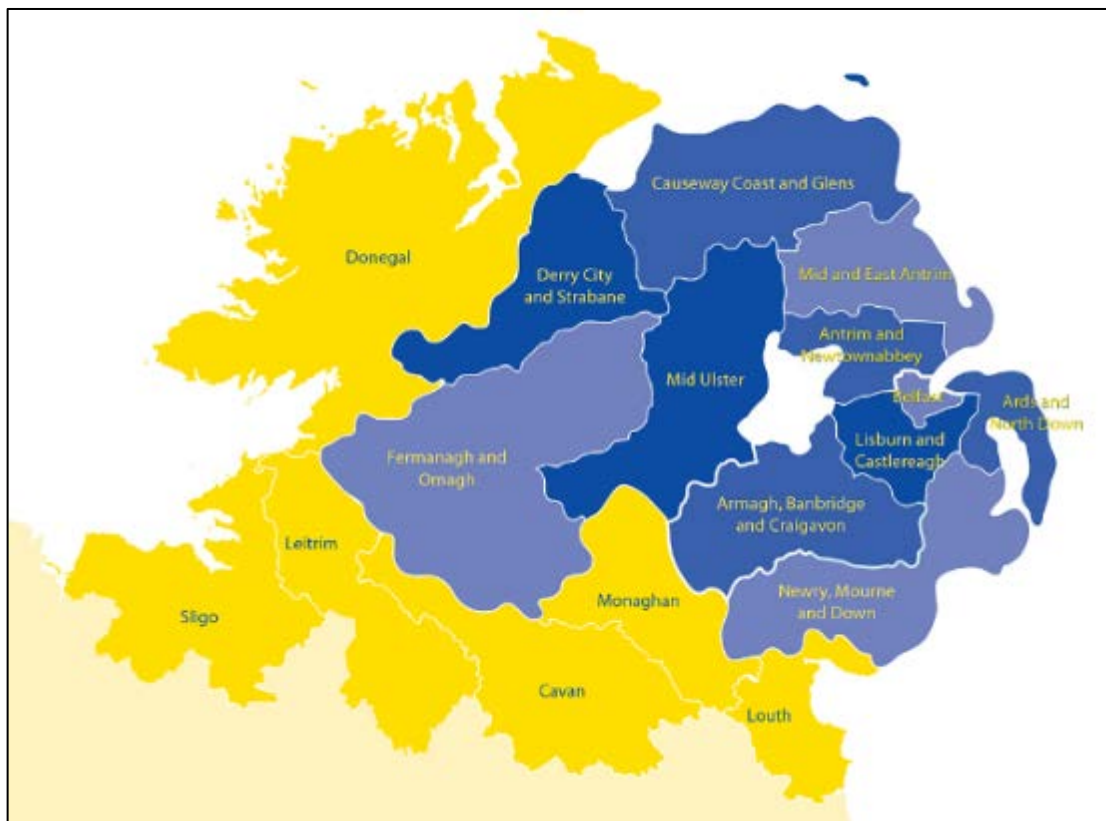 Causeway Coast and Glens
Donegal
Derry City
and Strabane
Mid and East Antrim
Antrim and
Newtownabbey
Mid Ulster
Belfast
Ards and
North Down
Lisburn and
Castlereagh
Fermanagh and
Omagh
Armagh, Banbridge
and Craigavon
Leitrim
Monaghan
Newry, Mourne
and Down
Sligo
Cavan
Louth